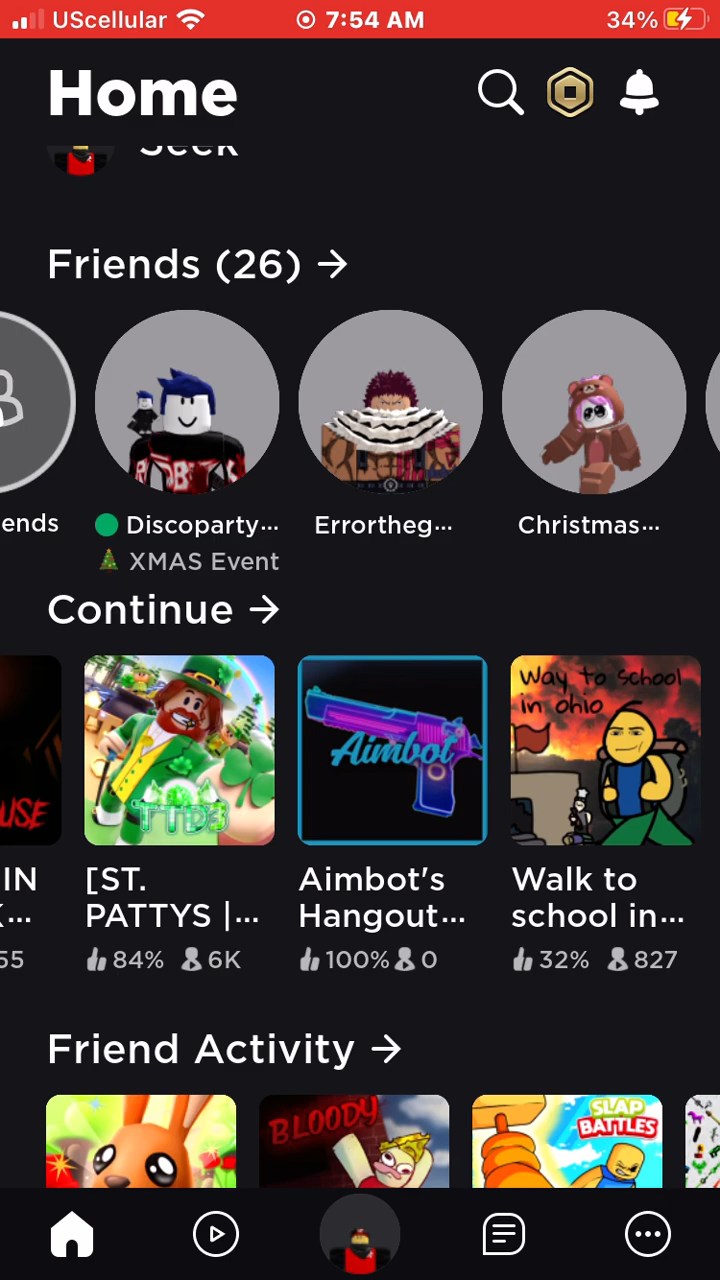 UScellular 7:54 AM 34%
Home
Seek
Friends (26) →
ends Discoparty... Errortheg... Christmas...
🎄 XMAS Event
Continue →
USE TTD3 Aimbot Way to school
in ohio
IN [ST. Aimbot's Walk to
PATTYS |... Hangout... school in...
55 84% 6K 100% 0 32% 827
Friend Activity →
BLOODY SLAP
BATTLES